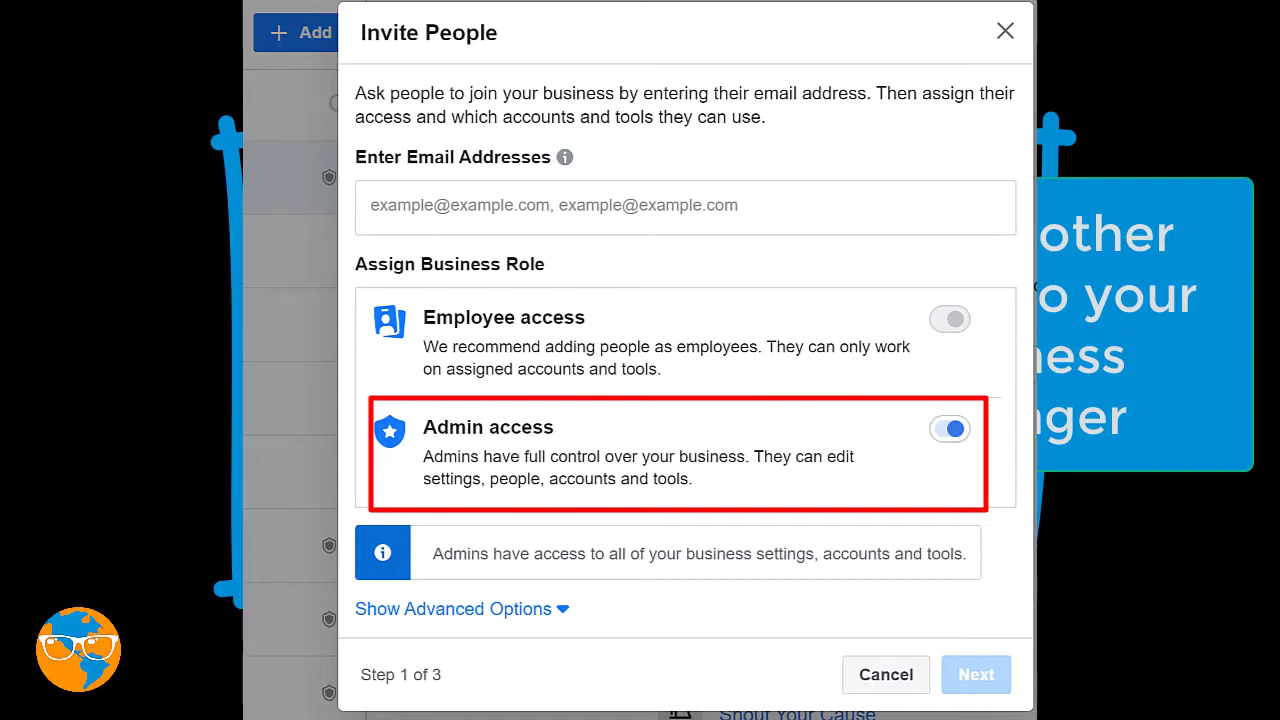 Add
Invite People
Ask people to join your business by entering their email address. Then assign their
access and which accounts and tools they can use.
Enter Email Addresses
example@example.com, example@example.com
Assign Business Role
Employee access
We recommend adding people as employees. They can only work
on assigned accounts and tools.
Admin access
Admins have full control over your business. They can edit
settings, people, accounts and tools.
Admins have access to all of your business settings, accounts and tools.
Show Advanced Options
Step 1 of 3
Cancel
Next
other
o your
ness
ger
Shout Your Cause